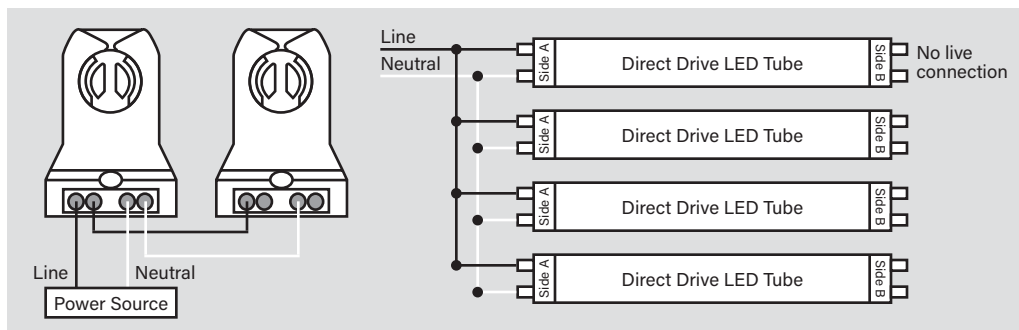 Line
Neutral
Power Source
Line
Neutral
Side A
Direct Drive LED Tube
Side B
No live
connection
Side A
Direct Drive LED Tube
Side B
Side A
Direct Drive LED Tube
Side B
Side A
Direct Drive LED Tube
Side B